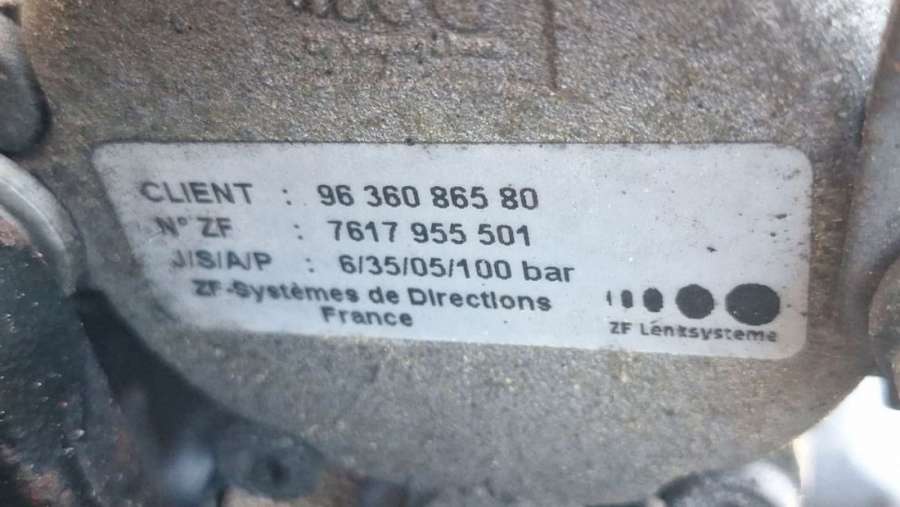 CLIENT : 96 360 865 80
N° ZF : 7617 955 501
J/S/A/P : 6/35/05/100 bar
ZF-Systèmes de Directions
France
ZF Lenksysteme